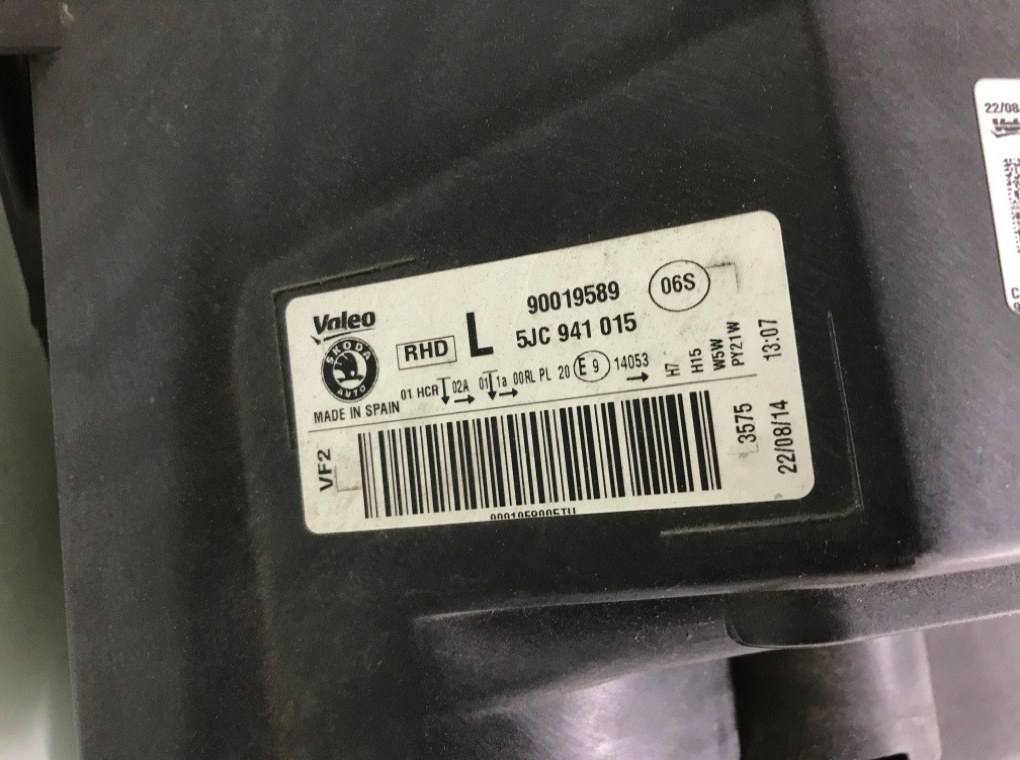 Valeo
90019589
06S
RHD
L
5JC 941 015
ŠKODA
AUTO
MADE IN SPAIN
01 HCR 02A 01 1a 00RL PL 20 E 9 14053
H7
H15
W5W
PY21W
13:07
VF2
3575
22/08/14
22/08